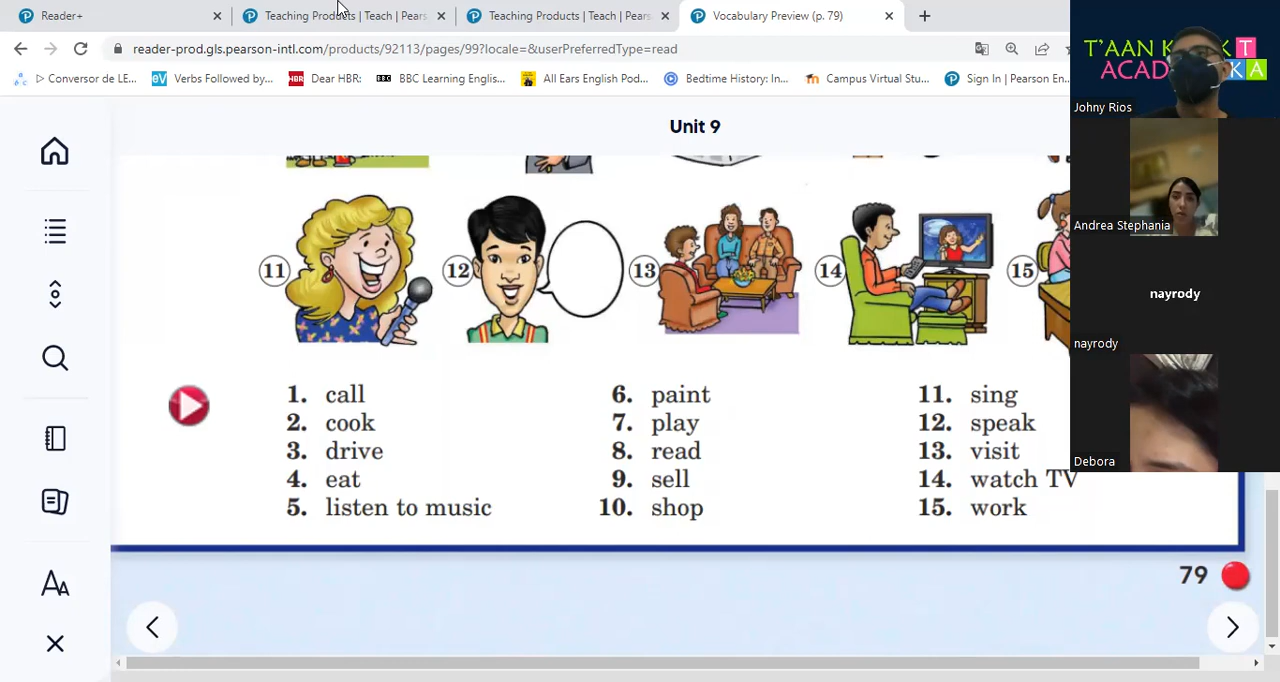 Reader+
Teaching Products | Teach | Pears
Teaching Products | Teach | Pears
Vocabulary Preview (p. 79)
reader-prod.gls.pearson-intl.com/products/92113/pages/99?locale=&userPreferredType=read
Conversor de LE...
Verbs Followed by...
Dear HBR:
BBC Learning Englis...
All Ears English Pod...
Bedtime History: In...
Campus Virtual Stu...
Sign In | Pearson En...
T'AAN
T
ACAD
K A
Johny Rios
Andrea Stephania
nayrody
nayrody
Debora
Unit 9
11
12
13
14
15
1. call
2. cook
3. drive
4. eat
5. listen to music
6. paint
7. play
8. read
9. sell
10. shop
11. sing
12. speak
13. visit
14. watch TV
15. work
79